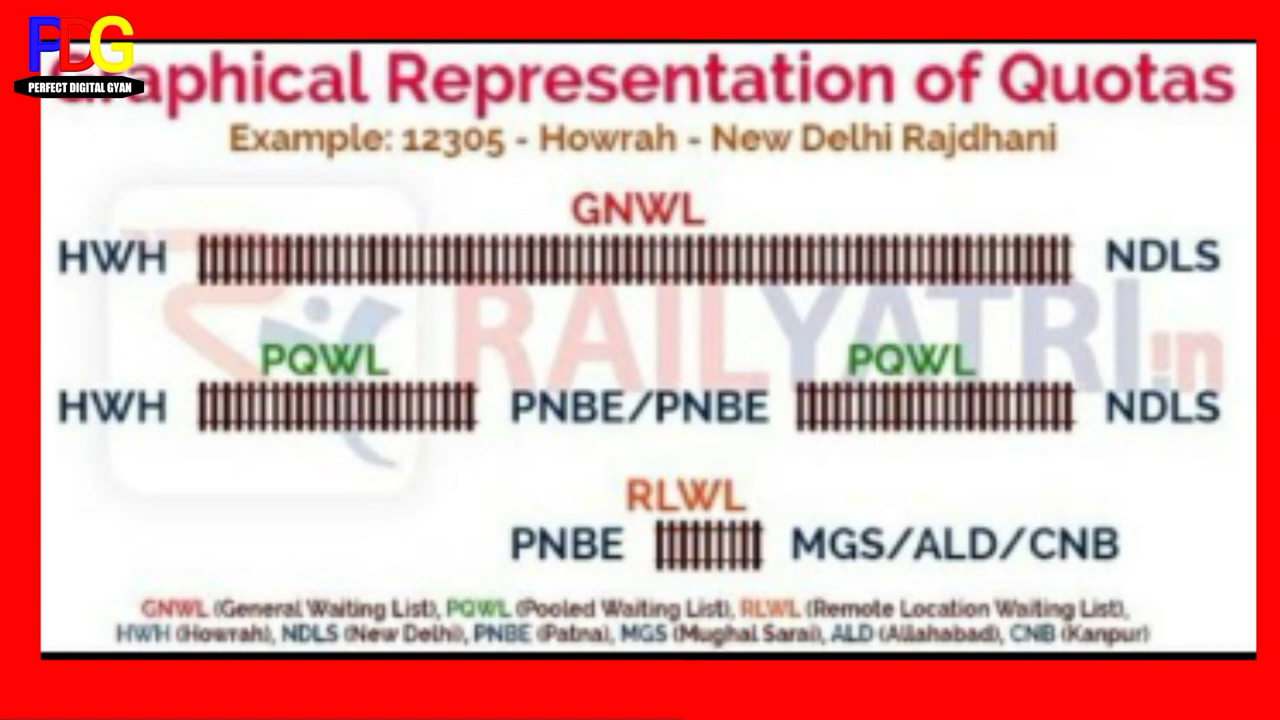 PDG
PERFECT DIGITAL GYAN
Graphical Representation of Quotas
Example: 12305 - Howrah - New Delhi Rajdhani
GNWL
HWH NDLS
RAILYATRI.in
PQWL PQWL
HWH PNBE/PNBE NDLS
RLWL
PNBE MGS/ALD/CNB
GNWL (General Waiting List), PQWL (Pooled Waiting List), RLWL (Remote Location Waiting List),
HWH (Howrah), NDLS (New Delhi), PNBE (Patna), MGS (Mughal Sarai), ALD (Allahabad), CNB (Kanpur)